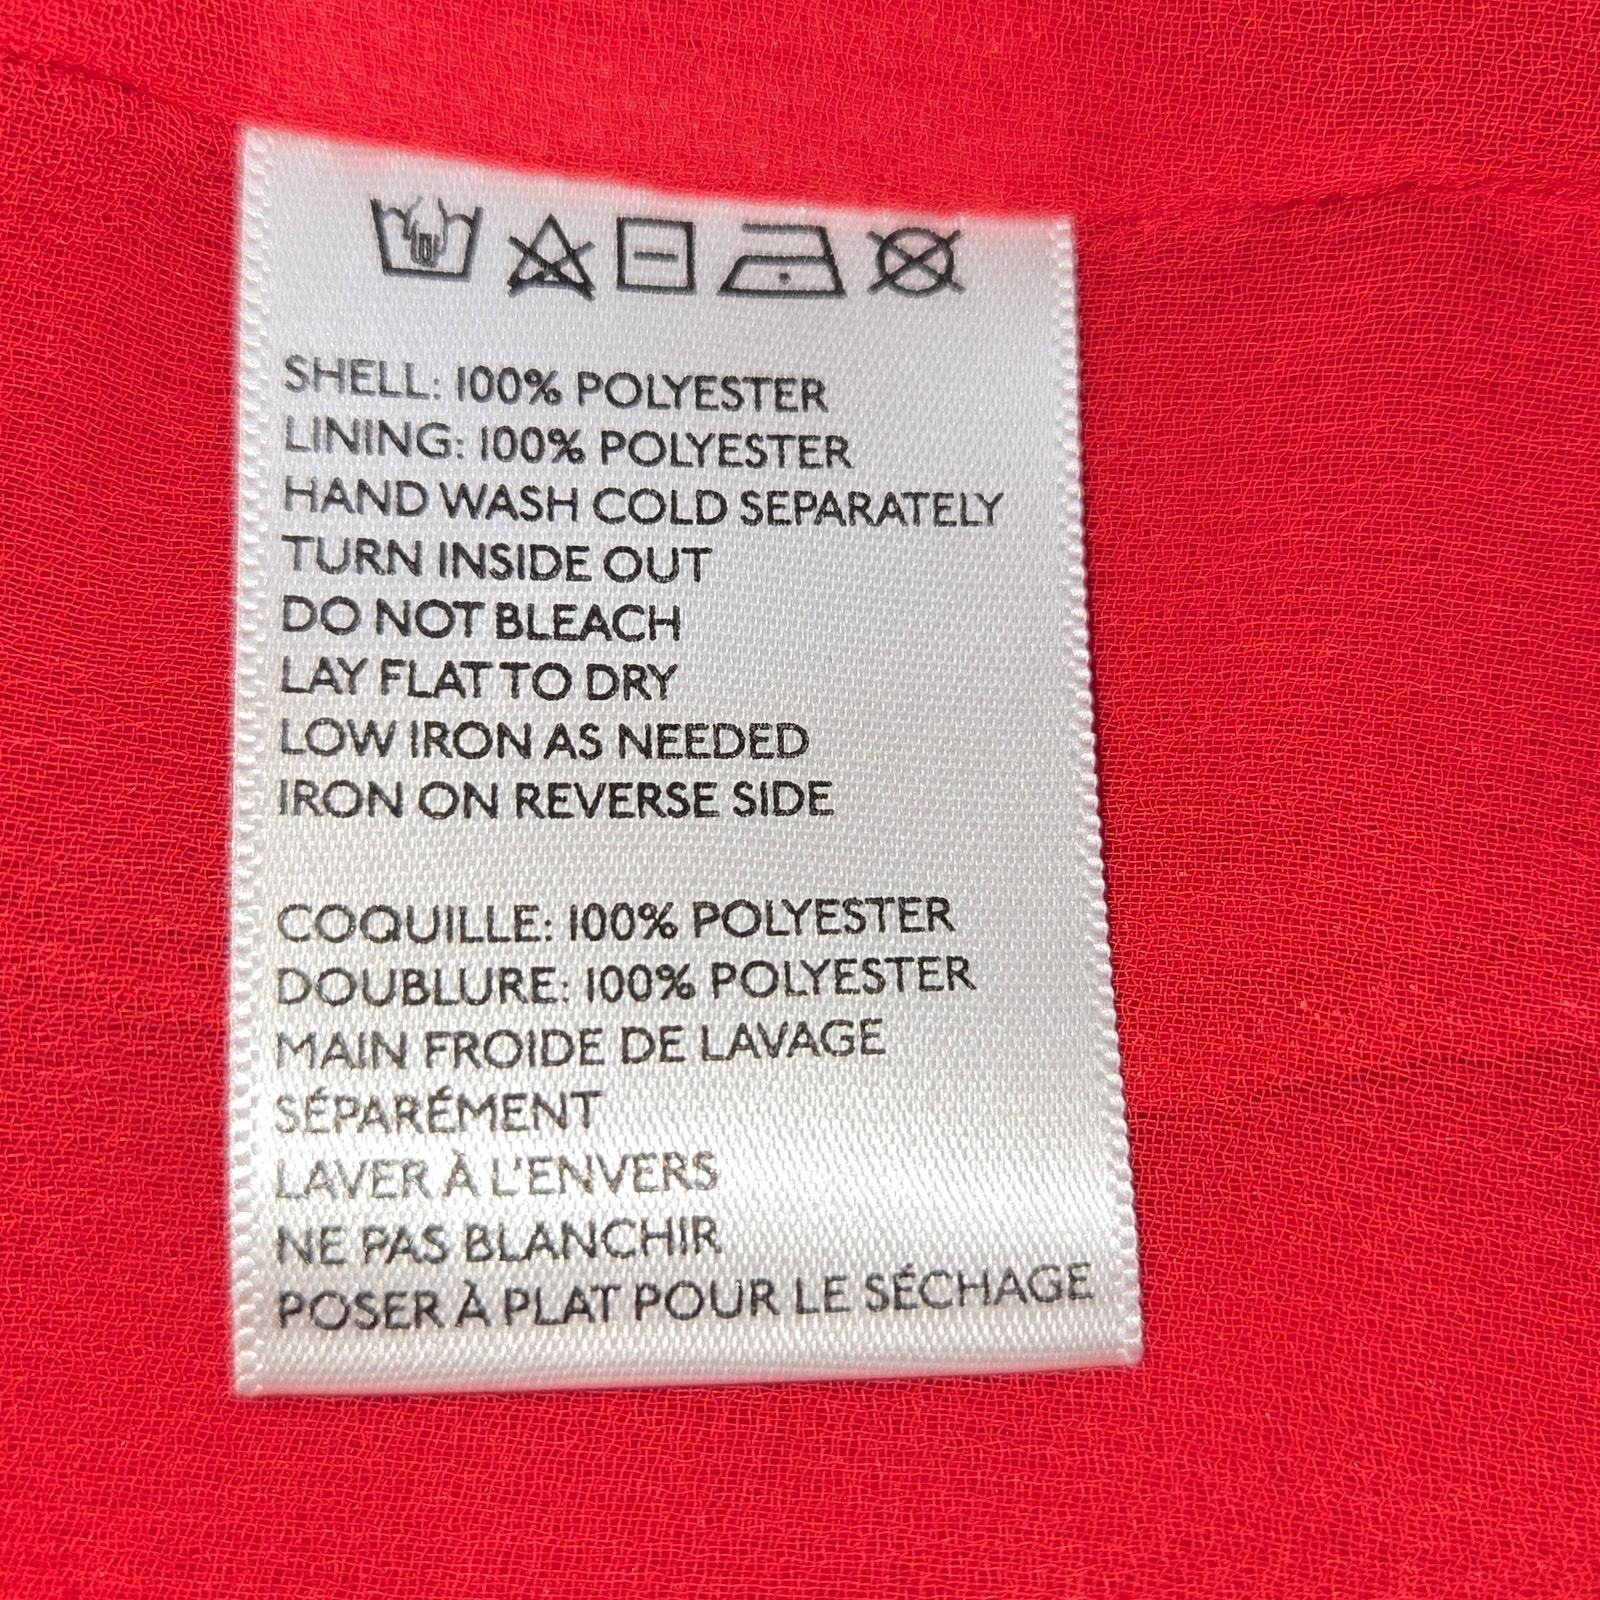 SHELL: 100% POLYESTER
LINING: 100% POLYESTER
HAND WASH COLD SEPARATELY
TURN INSIDE OUT
DO NOT BLEACH
LAY FLAT TO DRY
LOW IRON AS NEEDED
IRON ON REVERSE SIDE
COQUILLE: 100% POLYESTER
DOUBLURE: 100% POLYESTER
MAIN FROIDE DE LAVAGE
SÉPARÉMENT
LAVER À L'ENVERS
NE PAS BLANCHIR
POSER À PLAT POUR LE SÉCHAGE